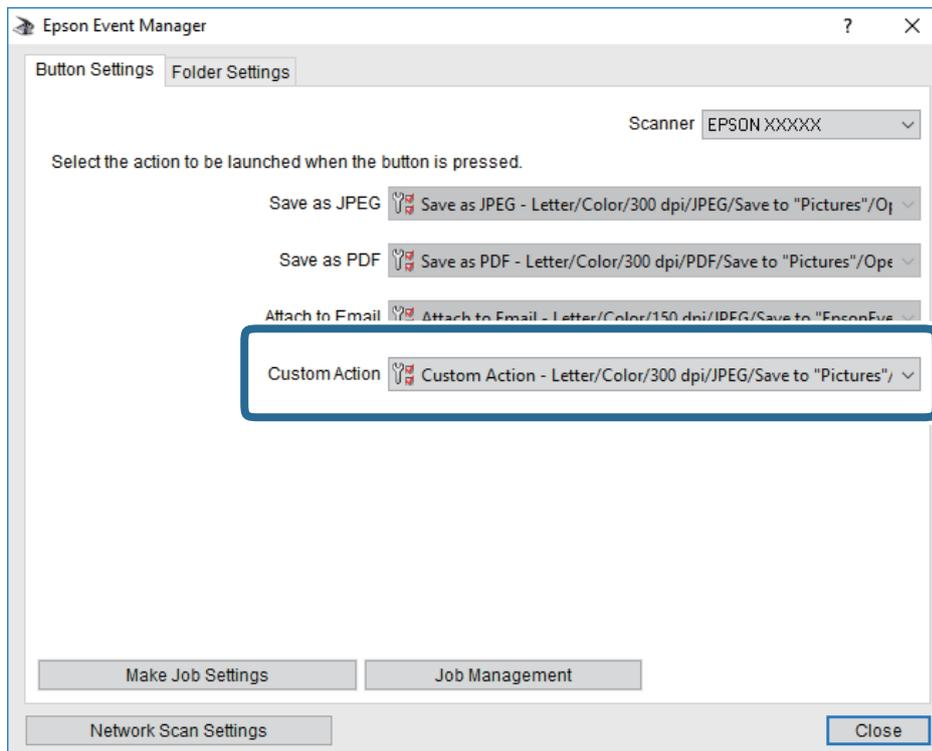 Epson Event Manager ?
Button Settings Folder Settings
Scanner EPSON XXXXX
Select the action to be launched when the button is pressed.
Save as JPEG Save as JPEG - Letter/Color/300 dpi/JPEG/Save to "Pictures"/Op
Save as PDF Save as PDF - Letter/Color/300 dpi/PDF/Save to "Pictures"/Ope
Attach to Email Attach to Email - Letter/Color/150 dpi/JPEG/Save to "EpsonEve
Custom Action Custom Action - Letter/Color/300 dpi/JPEG/Save to "Pictures"/
Make Job Settings Job Management
Network Scan Settings Close